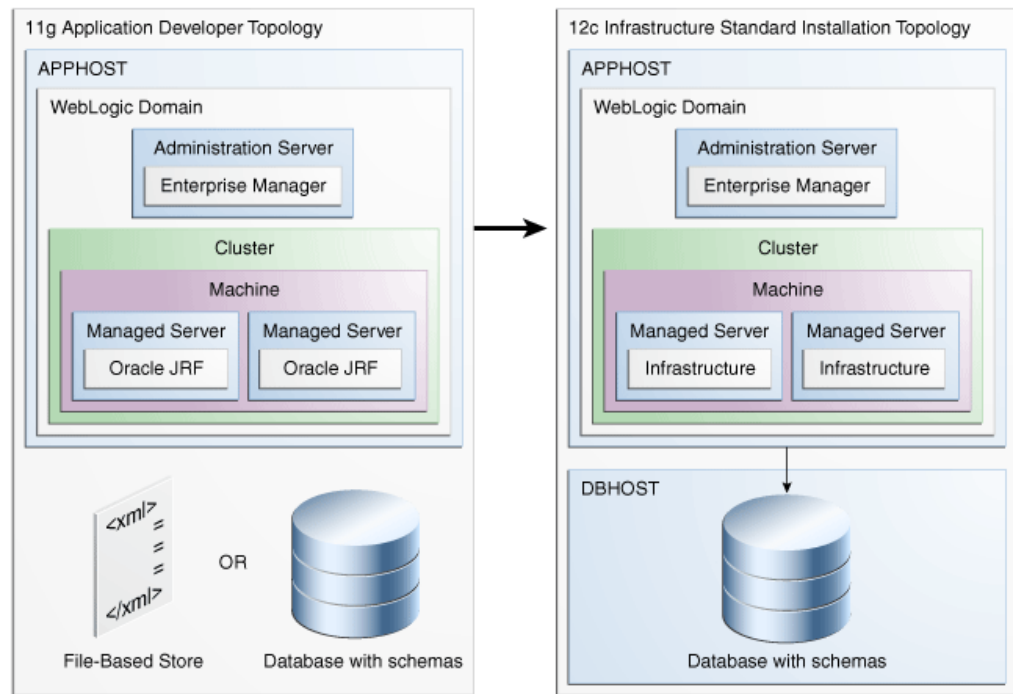 11g Application Developer Topology
APPHOST
WebLogic Domain
Administration Server
Enterprise Manager
Cluster
Machine
Managed Server
Oracle JRF
Managed Server
Oracle JRF
<xml>
=
=
=
</xml>
OR
File-Based Store
Database with schemas
12c Infrastructure Standard Installation Topology
APPHOST
WebLogic Domain
Administration Server
Enterprise Manager
Cluster
Machine
Managed Server
Infrastructure
Managed Server
Infrastructure
DBHOST
Database with schemas